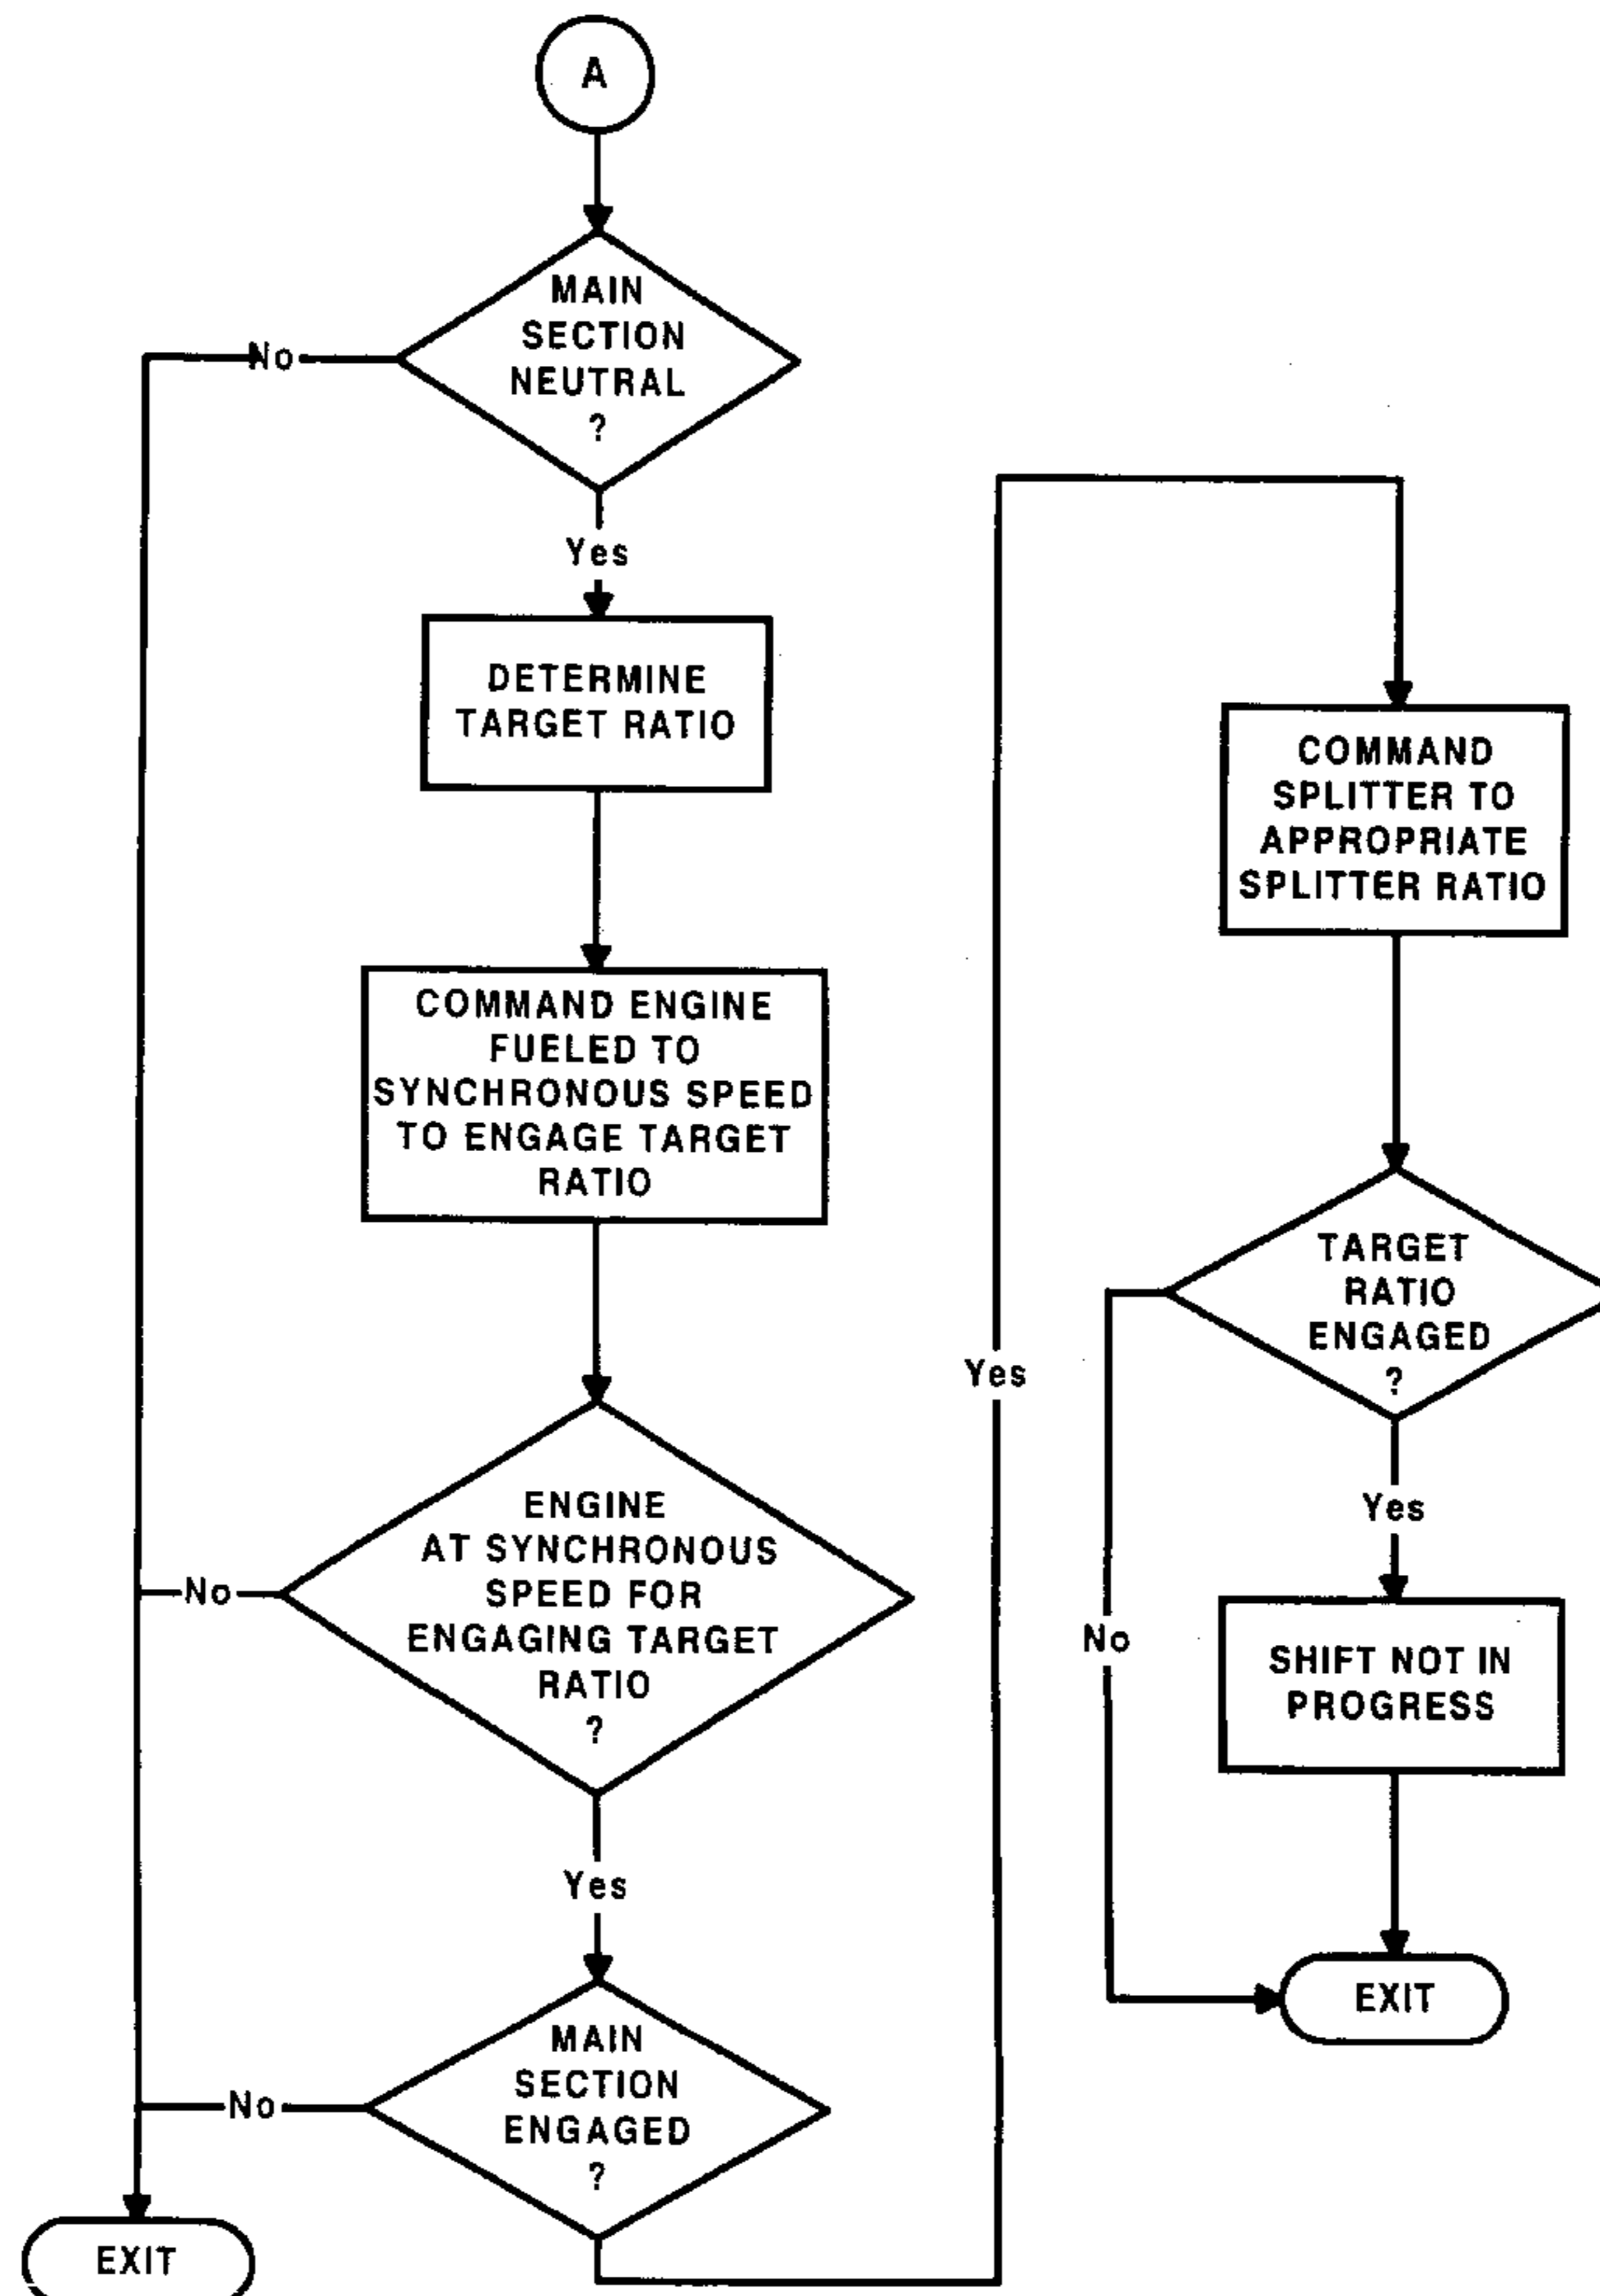 A
MAIN
SECTION
NEUTRAL
?
No
Yes
DETERMINE
TARGET RATIO
COMMAND ENGINE
FUELED TO
SYNCHRONOUS SPEED
TO ENGAGE TARGET
RATIO
ENGINE
AT SYNCHRONOUS
SPEED FOR
ENGAGING TARGET
RATIO
?
No
Yes
MAIN
SECTION
ENGAGED
?
No
EXIT
Yes
COMMAND
SPLITTER TO
APPROPRIATE
SPLITTER RATIO
TARGET
RATIO
ENGAGED
?
Yes
No
SHIFT NOT IN
PROGRESS
EXIT